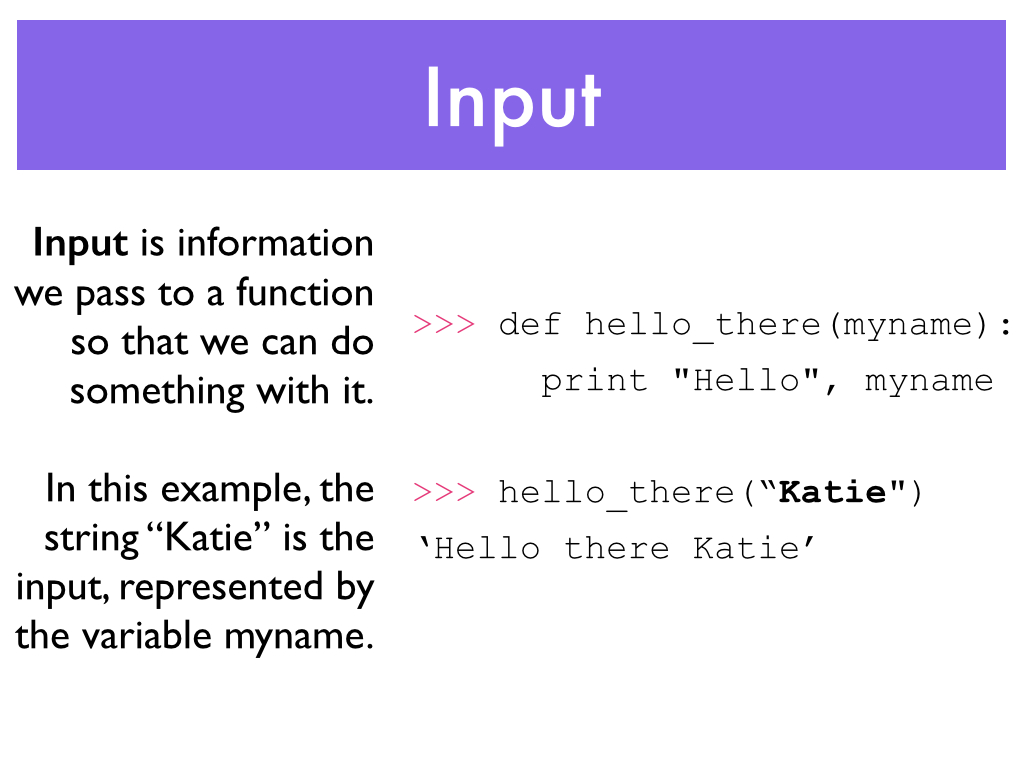 Input
Input is information
we pass to a function
so that we can do
something with it.
In this example, the
string “Katie” is the
input, represented by
the variable myname.
>>> def hello_there(myname):
print "Hello", myname
>>> hello_there(“Katie")
‘Hello there Katie’